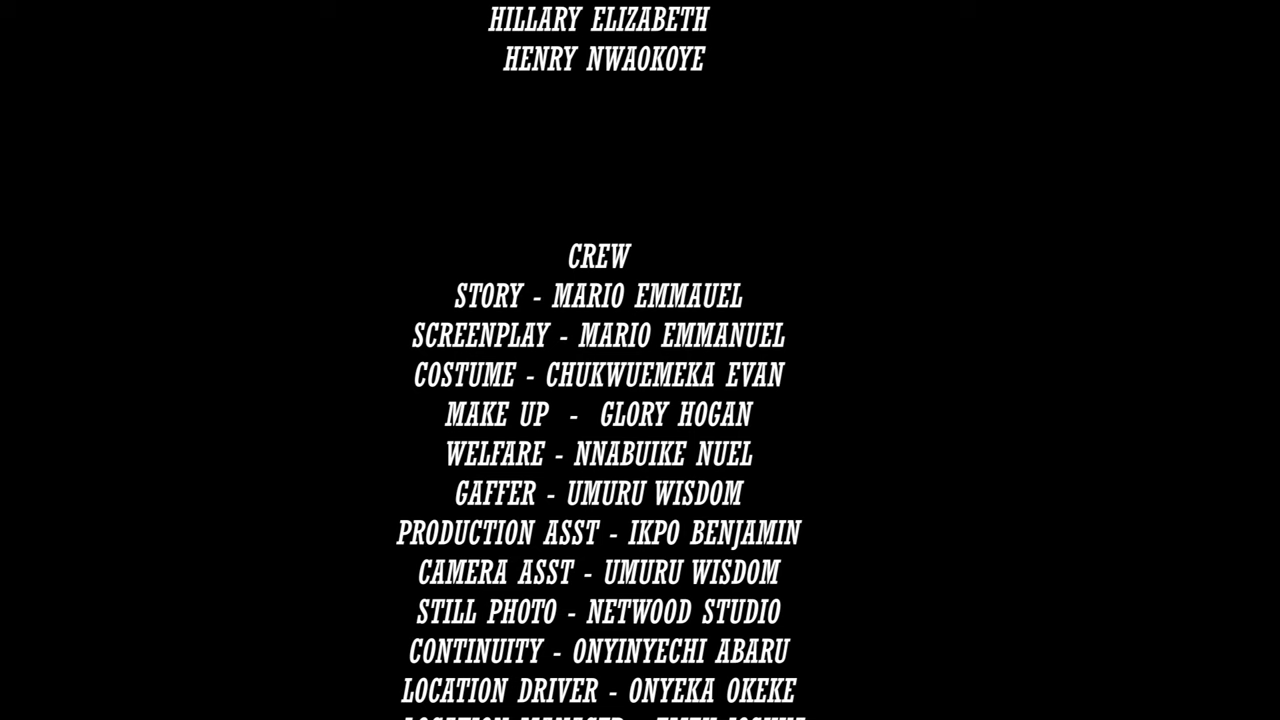 HILLARY ELIZABETH
HENRY NWAOKOYE
CREW
STORY - MARIO EMMAUEL
SCREENPLAY - MARIO EMMANUEL
COSTUME - CHUKWUEMEKA EVAN
MAKE UP - GLORY HOGAN
WELFARE - NNABUIKE NUEL
GAFFER - UMURU WISDOM
PRODUCTION ASST - IKPO BENJAMIN
CAMERA ASST - UMURU WISDOM
STILL PHOTO - NETWOOD STUDIO
CONTINUITY - ONYINYECHI ABARU
LOCATION DRIVER - ONYEKA OKEKE
LOCATION MANAGER -